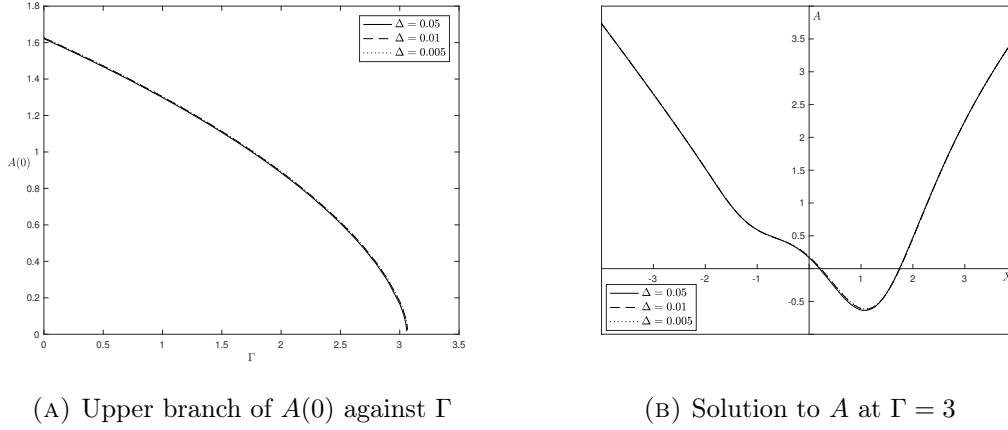 1.8
1.6
1.4
1.2
1
A(0)
0.8
0.6
0.4
0.2
0
0 0.5 1 1.5 2 2.5 3 3.5
Γ
Δ = 0.05
Δ = 0.01
Δ = 0.005
A
3.5
3
2.5
2
1.5
1
0.5
-0.5
-3 -2 -1 0 1 2 3
X
Δ = 0.05
Δ = 0.01
Δ = 0.005
(A) Upper branch of A(0) against Γ
(B) Solution to A at Γ = 3